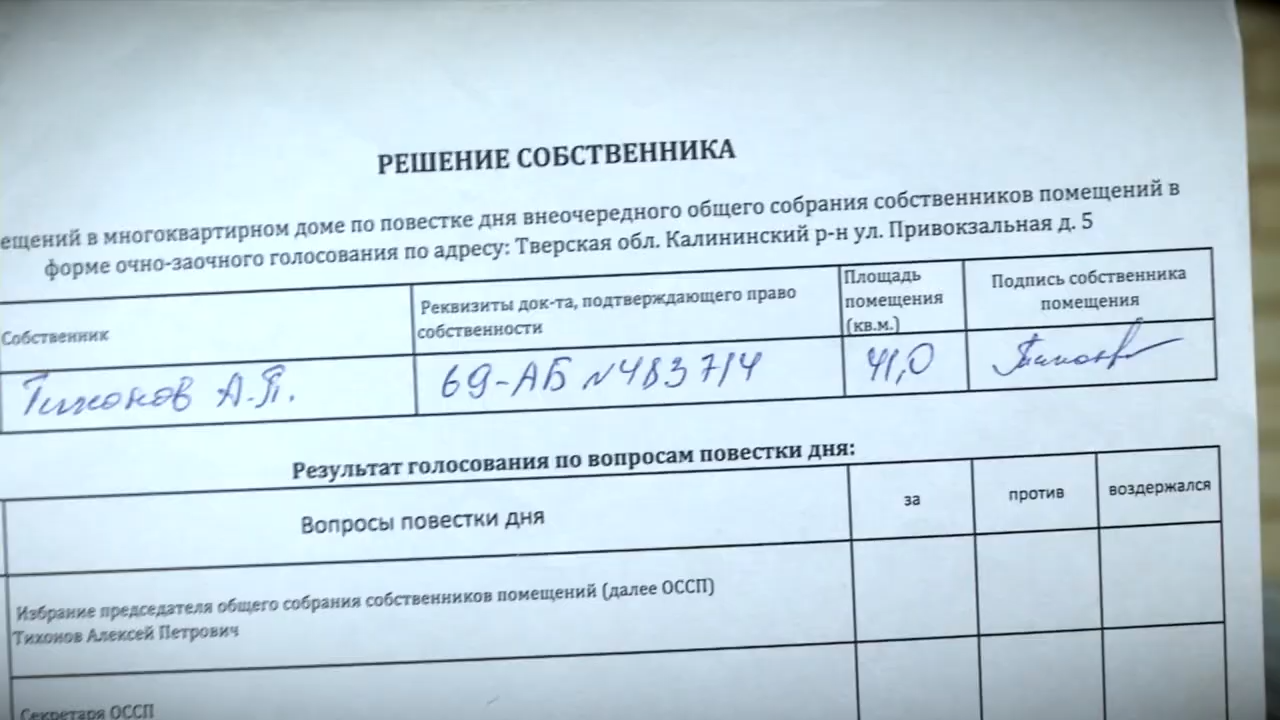 РЕШЕНИЕ СОБСТВЕННИКА
ещений в многоквартирном доме по повестке дня внеочередного общего собрания собственников помещений в
форме очно-заочного голосования по адресу: Тверская обл. Калининский р-н ул. Привокзальная д. 5
Собственник
Реквизиты док-та, подтверждающего право
собственности
Площадь
помещения
(кв.м.)
Подпись собственника
помещения
Тихонов А.П.
69-АБ №483714
41,0
Тихонов
Результат голосования по вопросам повестки дня:
Вопросы повестки дня
за
против
воздержался
Избрание председателя общего собрания собственников помещений (далее ОССП)
Тихонов Алексей Петрович
Секретаря ОССП